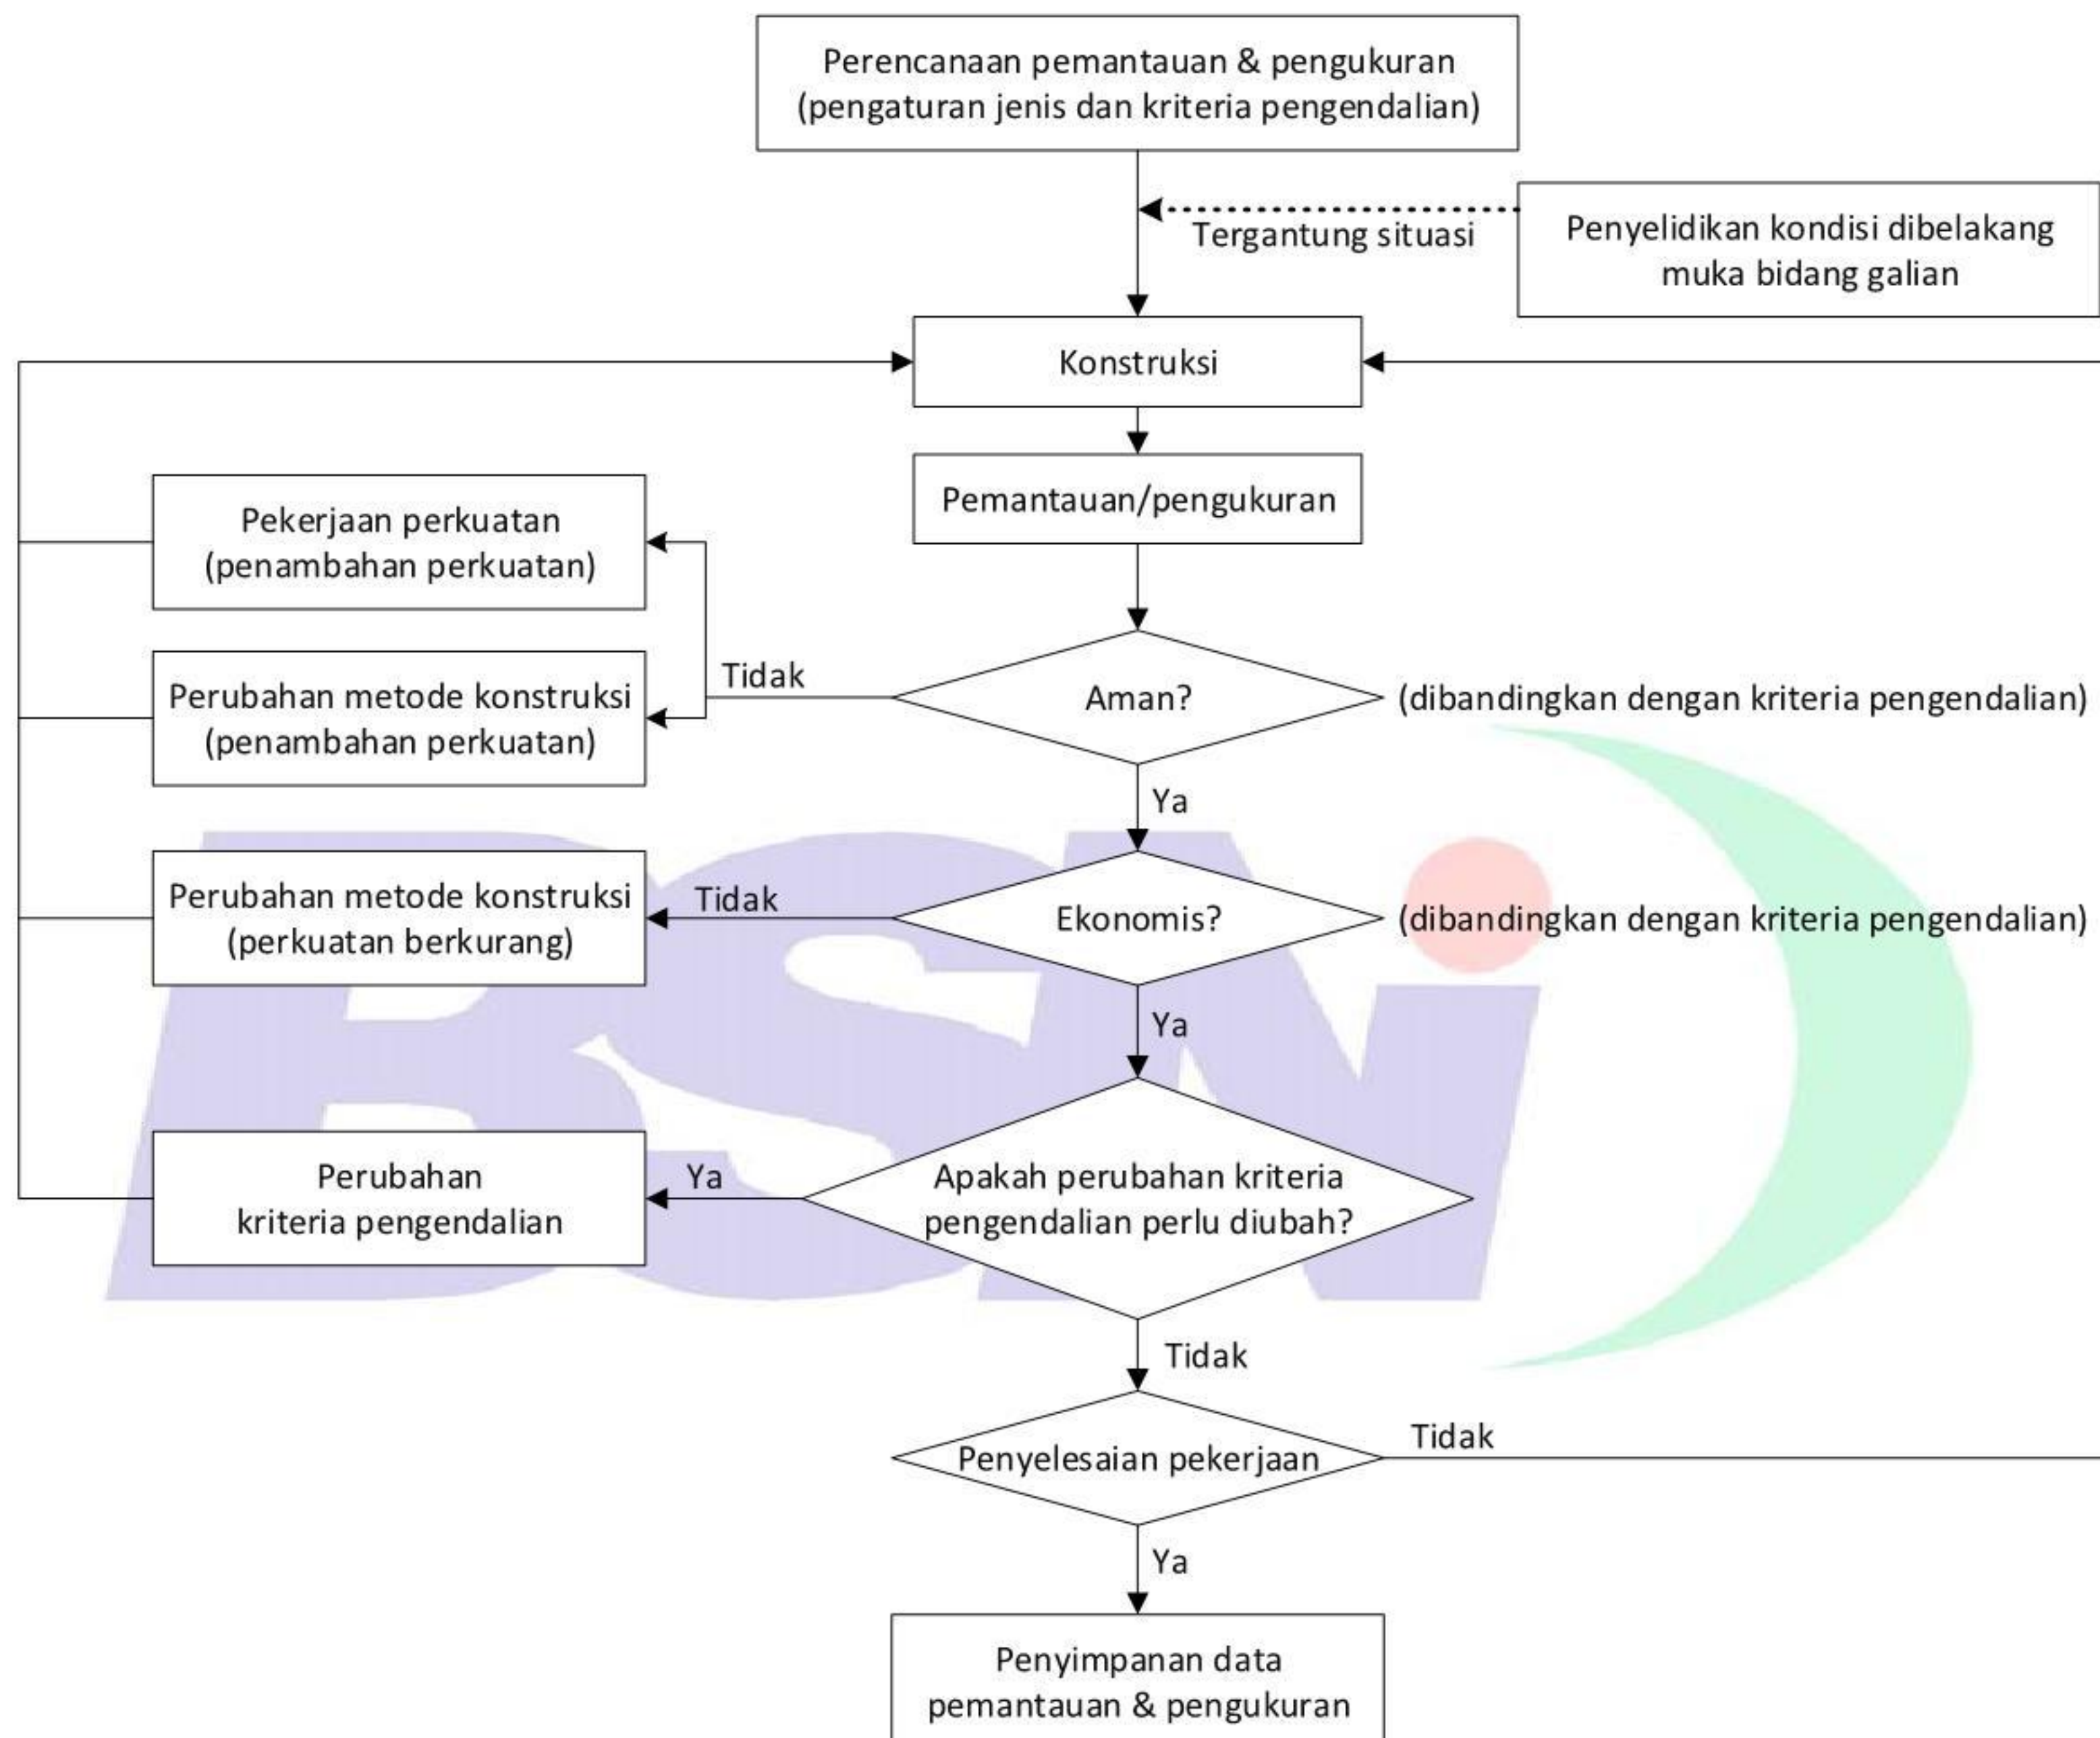 Perencanaan pemantauan & pengukuran
(pengaturan jenis dan kriteria pengendalian)
Tergantung situasi
Penyelidikan kondisi dibelakang
muka bidang galian
Konstruksi
Pemantauan/pengukuran
Pekerjaan perkuatan
(penambahan perkuatan)
Tidak
Perubahan metode konstruksi
(penambahan perkuatan)
Aman?
(dibandingkan dengan kriteria pengendalian)
Ya
Perubahan metode konstruksi
(perkuatan berkurang)
Tidak
Ekonomis?
(dibandingkan dengan kriteria pengendalian)
Ya
Perubahan
kriteria pengendalian
Ya
Apakah perubahan kriteria
pengendalian perlu diubah?
Tidak
Penyelesaian pekerjaan
Tidak
Ya
Penyimpanan data
pemantauan & pengukuran
BSN